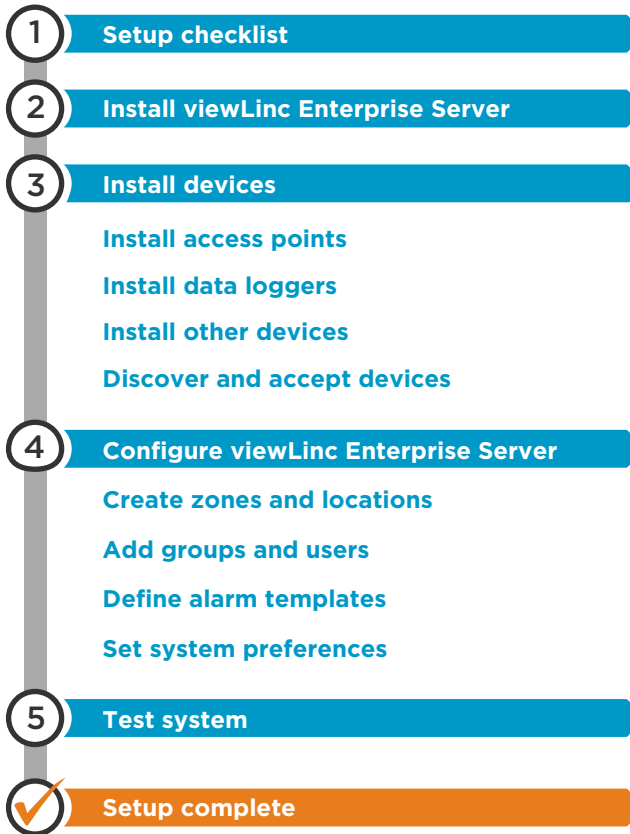 1 Setup checklist
2 Install viewLinc Enterprise Server
3 Install devices
Install access points
Install data loggers
Install other devices
Discover and accept devices
4 Configure viewLinc Enterprise Server
Create zones and locations
Add groups and users
Define alarm templates
Set system preferences
5 Test system
Setup complete